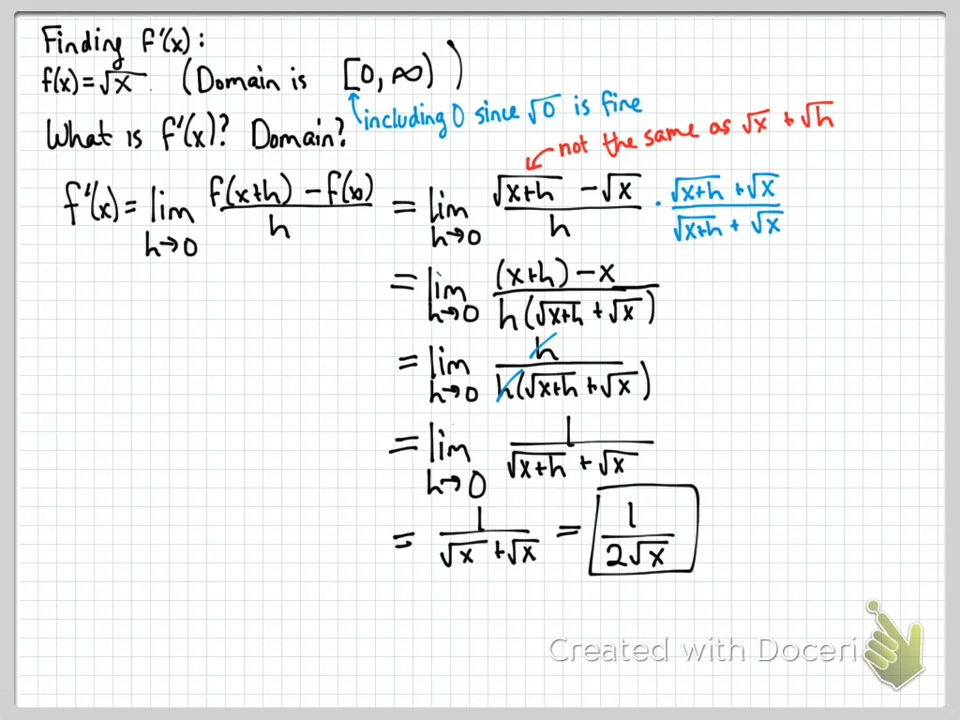 Finding f'(x):
f(x)=√x (Domain is [0, ∞))
including 0 since √0 is fine
What is f'(x)? Domain?
not the same as √x + √h
f'(x) = lim h→0 (f(x+h) − f(x))/h = lim h→0 (√(x+h) − √x)/h · (√(x+h) + √x)/(√(x+h) + √x)
= lim h→0 ((x+h) − x)/(h(√(x+h) + √x))
= lim h→0 h/(h(√(x+h) + √x))
= lim h→0 1/(√(x+h) + √x)
= 1/(√x + √x) = 1/(2√x)
Created with Doceri